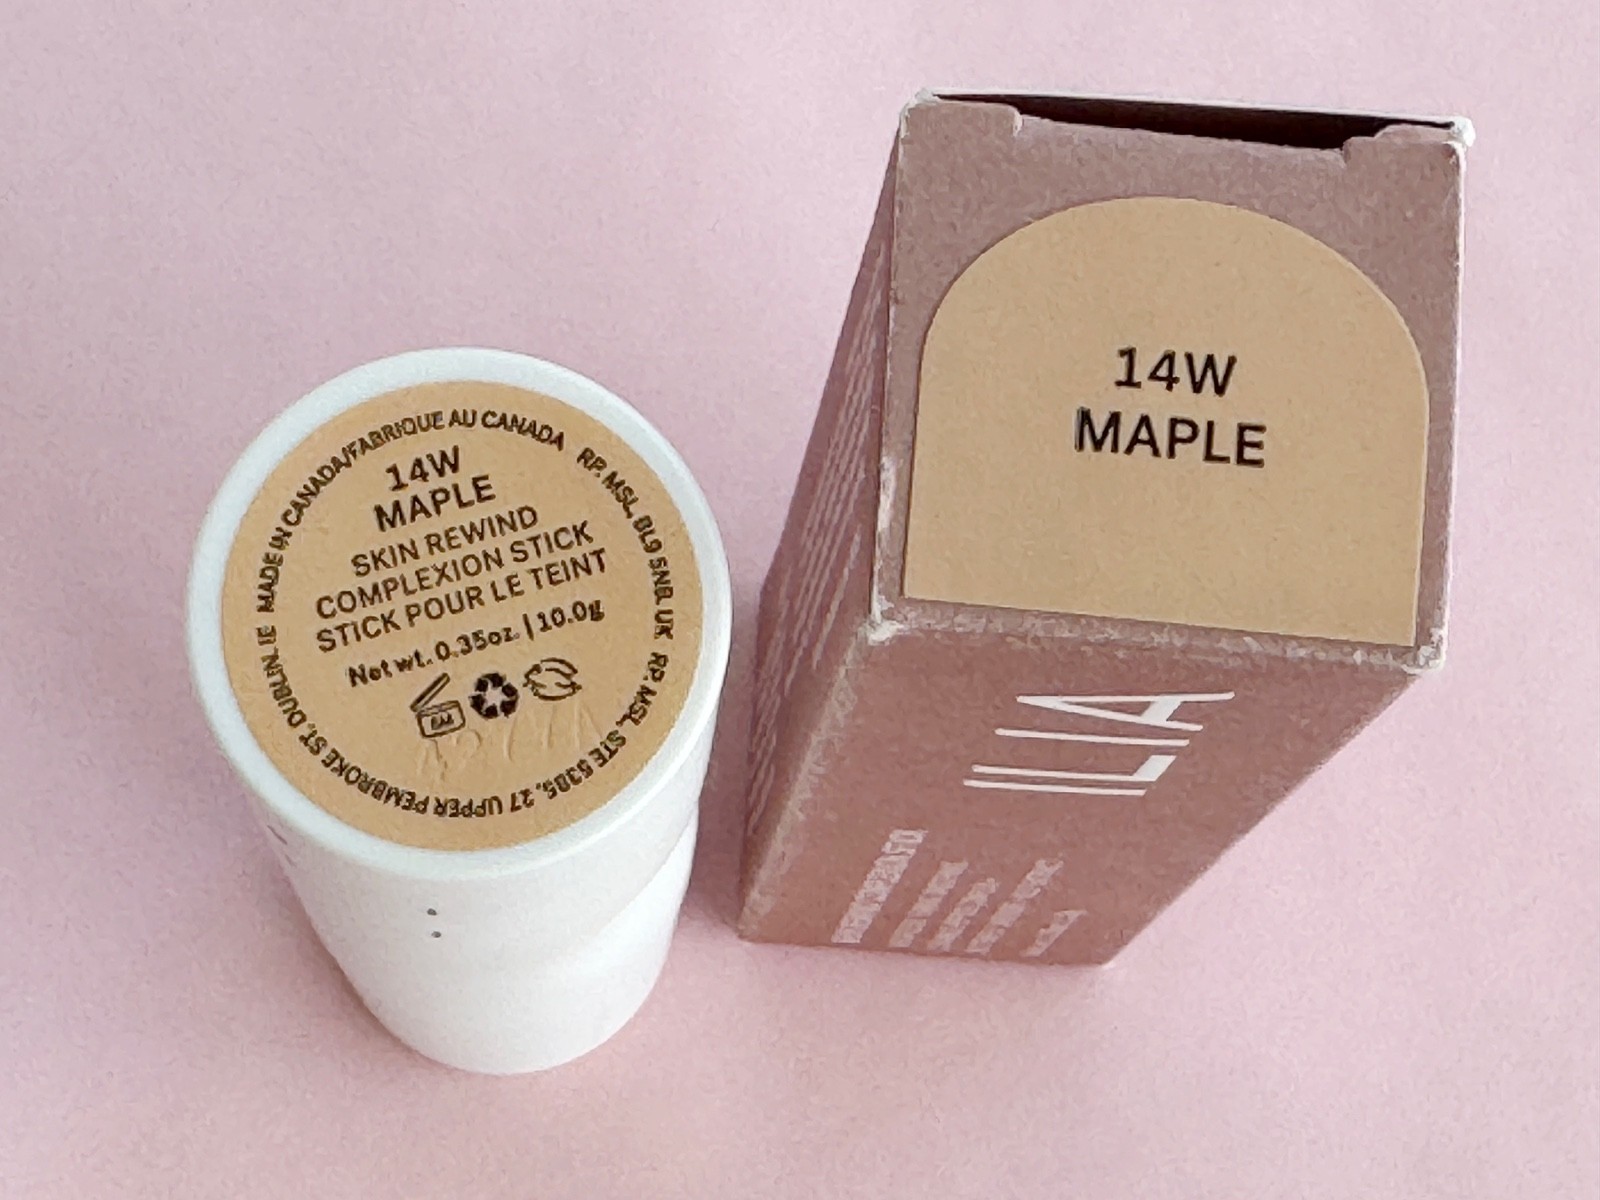 MADE IN CANADA/FABRIQUE AU CANADA
RP. MSL, BL9 5NB, UK
RP. MSL, STE 5385, 27 UPPER PEMBROKE ST, DUBLIN, IE
14W
MAPLE
SKIN REWIND
COMPLEXION STICK
STICK POUR LE TEINT
Net wt. 0.35oz. | 10.0g
6M
14W
MAPLE
ILIA